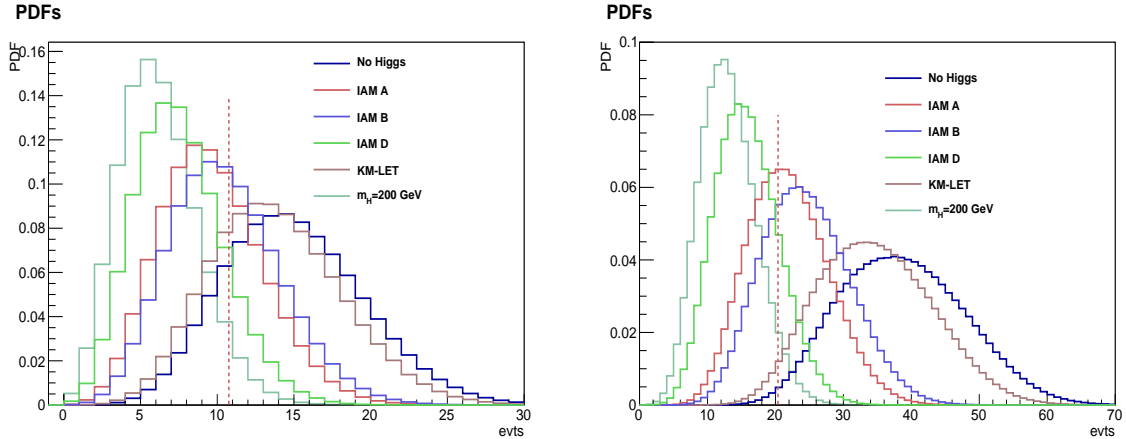 PDFs
PDF
0.16
0.14
0.12
0.1
0.08
0.06
0.04
0.02
0
No Higgs
IAM A
IAM B
IAM D
KM-LET
m_H=200 GeV
0 5 10 15 20 25 30
evts
PDFs
PDF
0.1
0.08
0.06
0.04
0.02
0
No Higgs
IAM A
IAM B
IAM D
KM-LET
m_H=200 GeV
0 10 20 30 40 50 60 70
evts